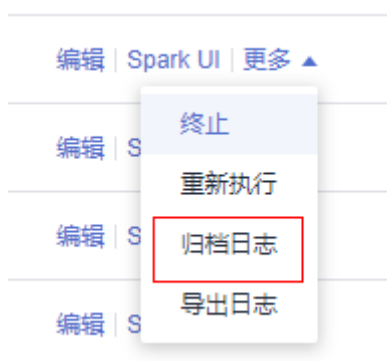 编辑 | Spark UI | 更多 ▲
终止
编辑 | S
重新执行
编辑 | S
归档日志
导出日志
编辑 | S